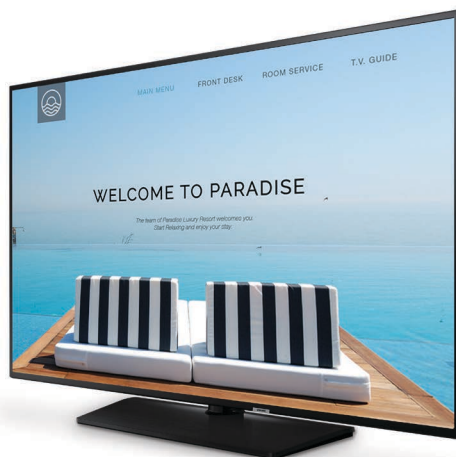 MAIN MENU
FRONT DESK
ROOM SERVICE
T.V. GUIDE
WELCOME TO PARADISE
The team of Paradise Luxury Resort welcomes you.
Start Relaxing and enjoy your stay.